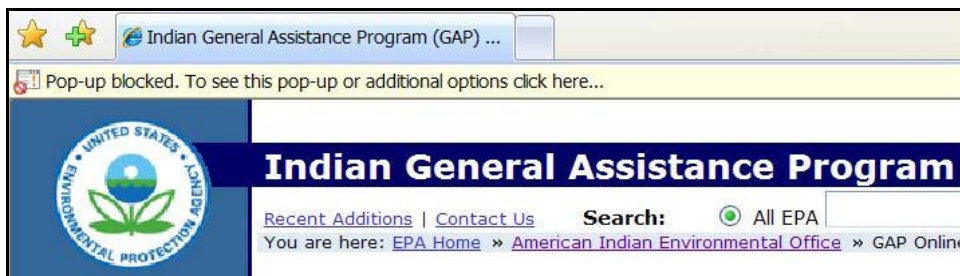 Indian General Assistance Program (GAP) ...
Pop-up blocked. To see this pop-up or additional options click here...
UNITED STATES
ENVIRONMENTAL PROTECTION AGENCY
Indian General Assistance Program
Recent Additions | Contact Us Search: All EPA
You are here: EPA Home » American Indian Environmental Office » GAP Online